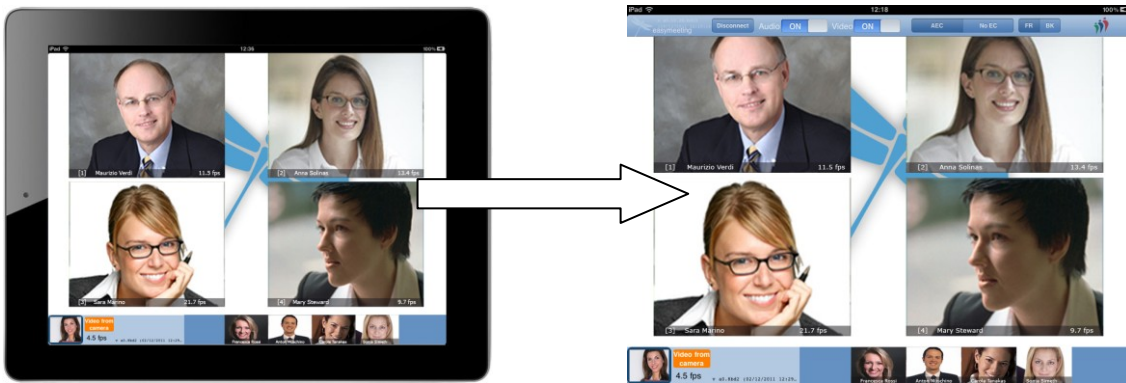 iPad 12:36 100%
[1] Maurizio Verdi 11.5 fps
[2] Anna Solinas 13.4 fps
[3] Sara Marino 21.7 fps
[4] Mary Steward 9.7 fps
Video from
camera
4.5 fps
Francesca Rossi
iPad 12:18 100%
easymeeting
Disconnect Audio ON Video ON AEC No EC FR BK
[1] Maurizio Verdi 11.5 fps
[2] Anna Solinas 13.4 fps
[3] Sara Marino 21.7 fps
[4] Mary Steward 9.7 fps
Video from
camera
4.5 fps
Francesca Rossi